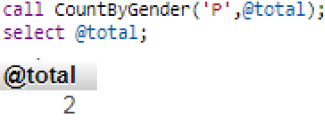 call CountByGender('P',@total);
select @total;
@total
2